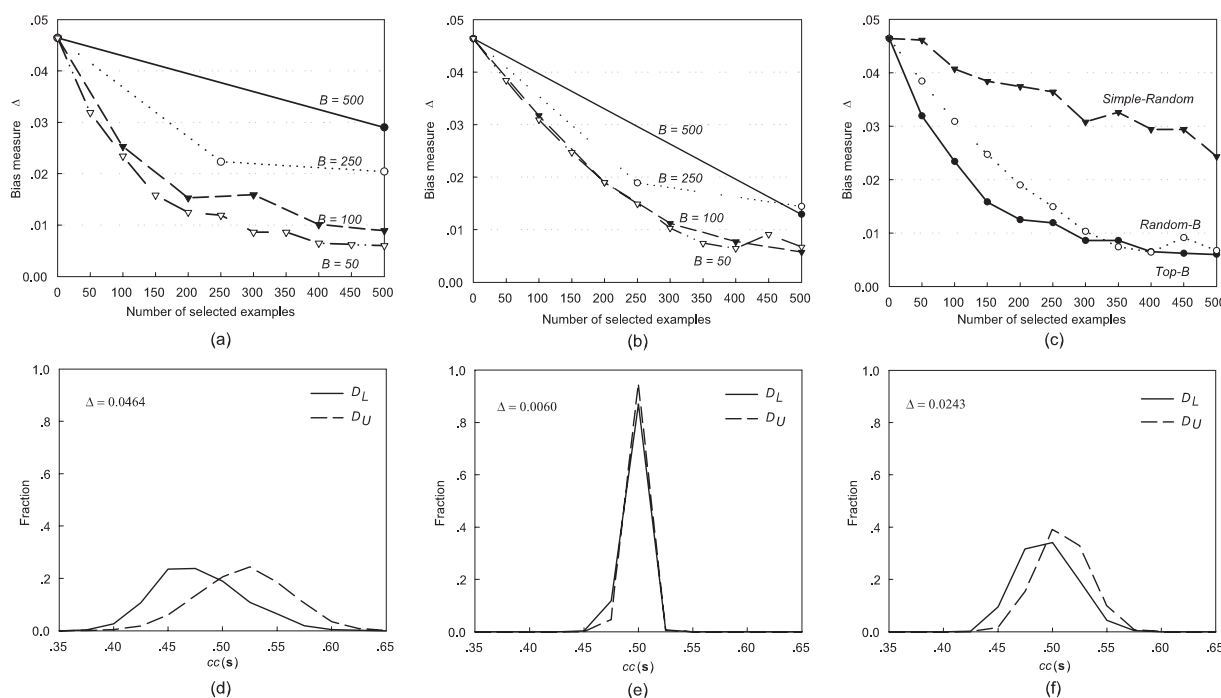 .05
.04
.03
.02
.01
0.00
Bias measure Δ
B = 500
B = 250
B = 100
B = 50
0 50 100 150 200 250 300 350 400 450 500
Number of selected examples
(a)
.05
.04
.03
.02
.01
0.00
Bias measure Δ
B = 500
B = 250
B = 100
B = 50
0 50 100 150 200 250 300 350 400 450 500
Number of selected examples
(b)
.05
.04
.03
.02
.01
0.00
Bias measure Δ
Simple-Random
Random-B
Top-B
0 50 100 150 200 250 300 350 400 450 500
Number of selected examples
(c)
1.0
.8
.6
.4
.2
0.0
Fraction
Δ = 0.0464
D L
D U
.35 .40 .45 .50 .55 .60 .65
cc(s)
(d)
1.0
.8
.6
.4
.2
0.0
Fraction
Δ = 0.0060
D L
D U
.35 .40 .45 .50 .55 .60 .65
cc(s)
(e)
1.0
.8
.6
.4
.2
0.0
Fraction
Δ = 0.0243
D L
D U
.35 .40 .45 .50 .55 .60 .65
cc(s)
(f)